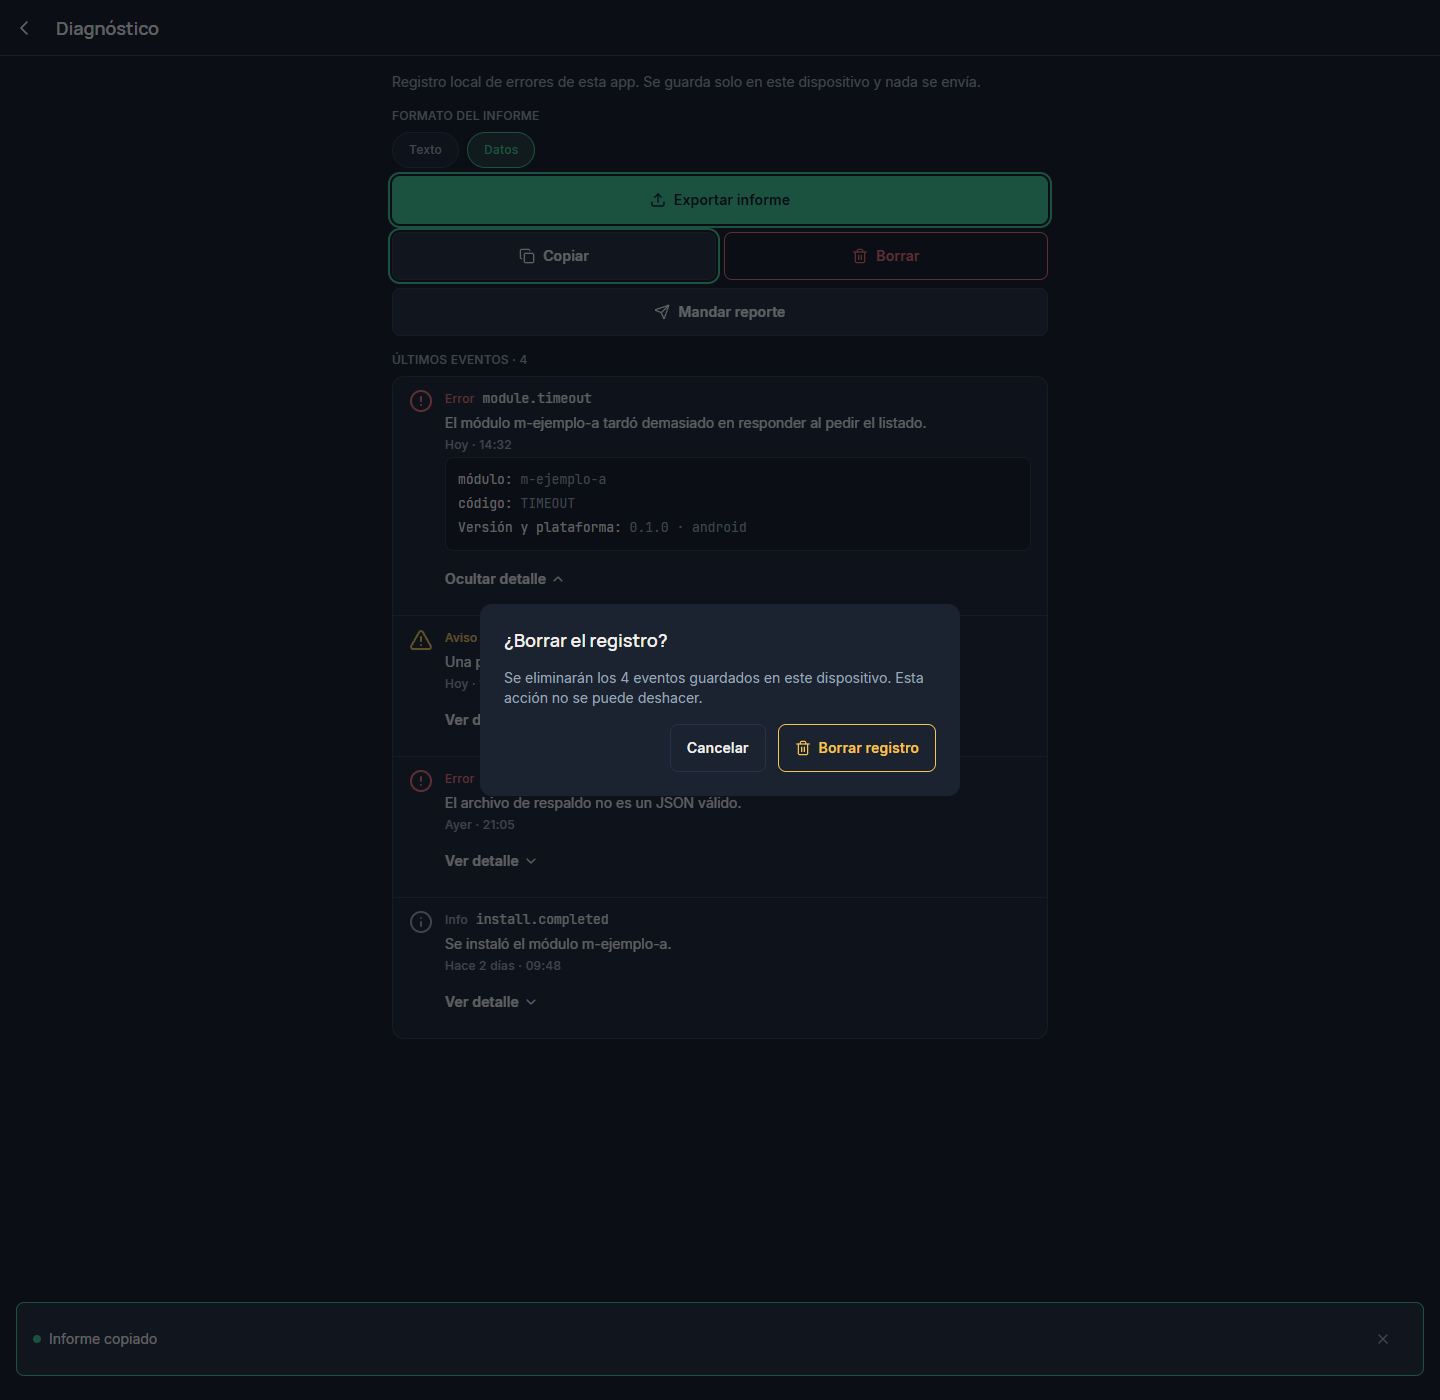 Diagnóstico
Registro local de errores de esta app. Se guarda solo en este dispositivo y nada se envía.
FORMATO DEL INFORME
Texto
Datos
Exportar informe
Copiar
Borrar
Mandar reporte
ÚLTIMOS EVENTOS · 4
Error module.timeout
El módulo m-ejemplo-a tardó demasiado en responder al pedir el listado.
Hoy · 14:32
módulo: m-ejemplo-a
código: TIMEOUT
Versión y plataforma: 0.1.0 · android
Ocultar detalle
Aviso
Una
Hoy ·
Ver
¿Borrar el registro?
Se eliminarán los 4 eventos guardados en este dispositivo. Esta
acción no se puede deshacer.
Cancelar
Borrar registro
Error
El archivo de respaldo no es un JSON válido.
Ayer · 21:05
Ver detalle
Info install.completed
Se instaló el módulo m-ejemplo-a.
Hace 2 días · 09:48
Ver detalle
Informe copiado